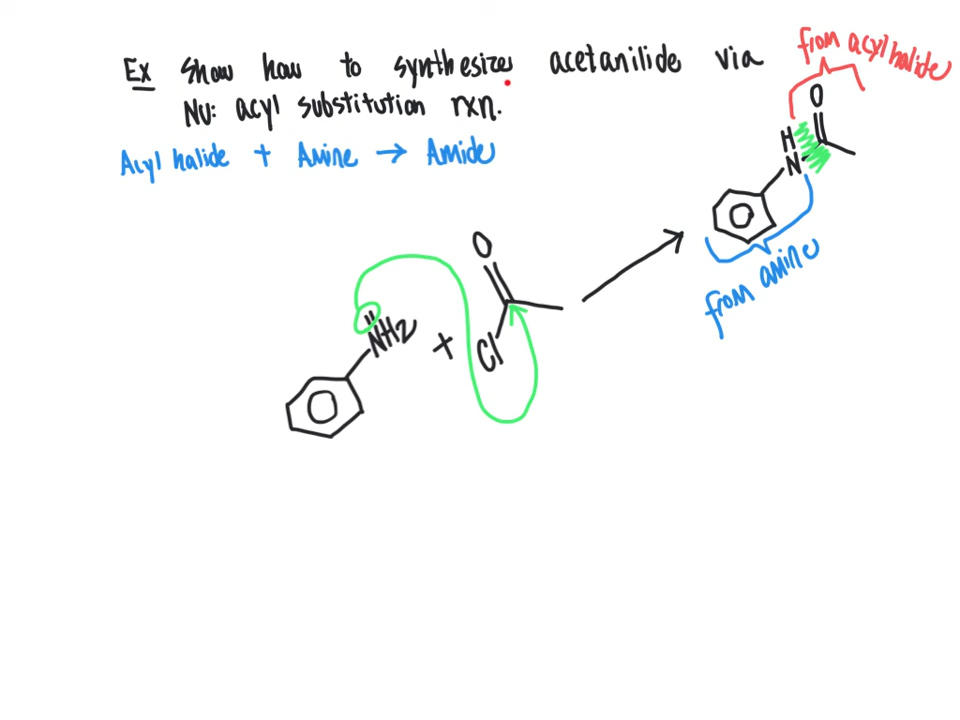 Ex Show how to synthesize acetanilide via
Nu: acyl substitution rxn.
Acyl halide + Amine → Amide
from acyl halide
O
H
N
from amine
O
NH2
+
Cl